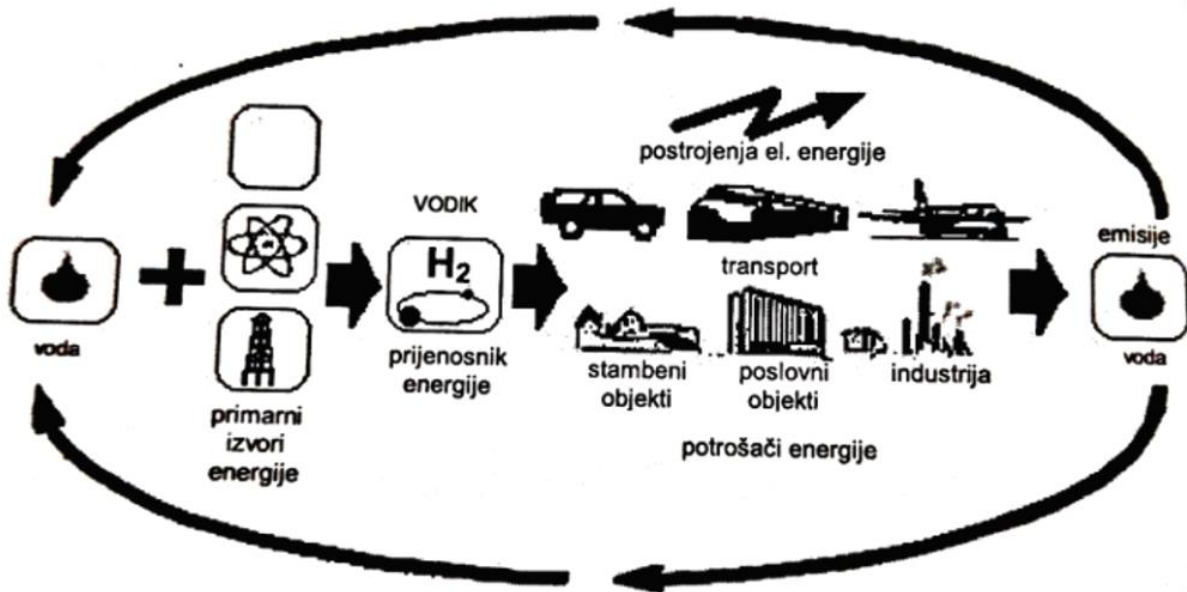 postrojenja el. energije
VODIK
H2
prijenosnik
energije
transport
emisije
voda
voda
primarni
izvori
energije
stambeni
objekti
poslovni
objekti
industrija
potrošači energije